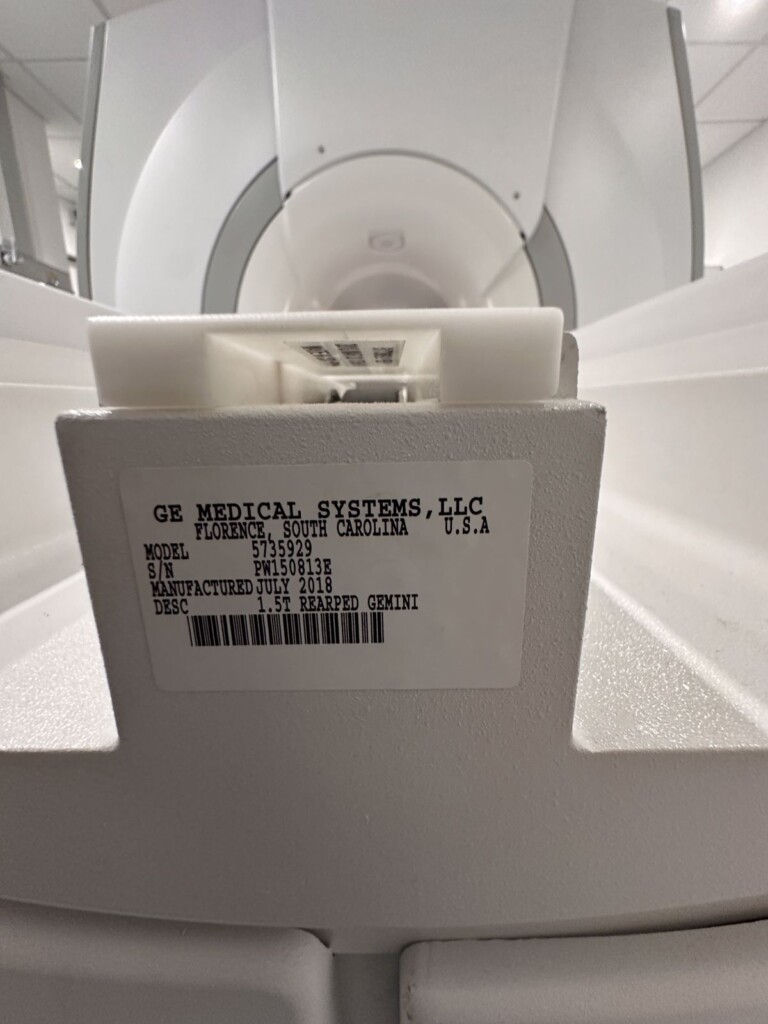 GE MEDICAL SYSTEMS,LLC
FLORENCE, SOUTH CAROLINA U.S.A
MODEL 5735929
S/N PW150813E
MANUFACTURED JULY 2018
DESC 1.5T REARPED GEMINI